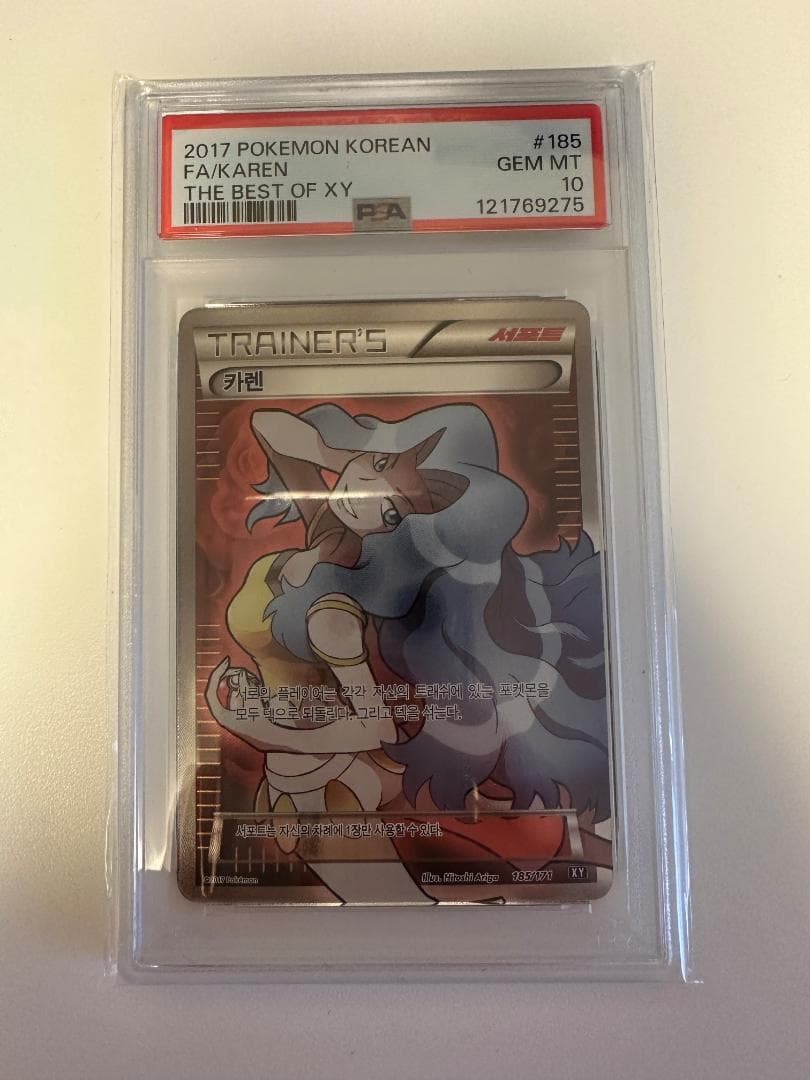 2017 POKEMON KOREAN #185
FA/KAREN GEM MT
THE BEST OF XY 10
PSA 121769275
TRAINER'S 서포트
카렌
서로의 플레이어는 각각 자신의 트래쉬에 있는 포켓몬을
모두 덱으로 되돌린다. 그리고 덱을 섞는다.
서포트는 자신의 차례에 1장만 사용할 수 있다.
©2017 Pokémon Illus. Hitoshi Ariga 185/171 XY